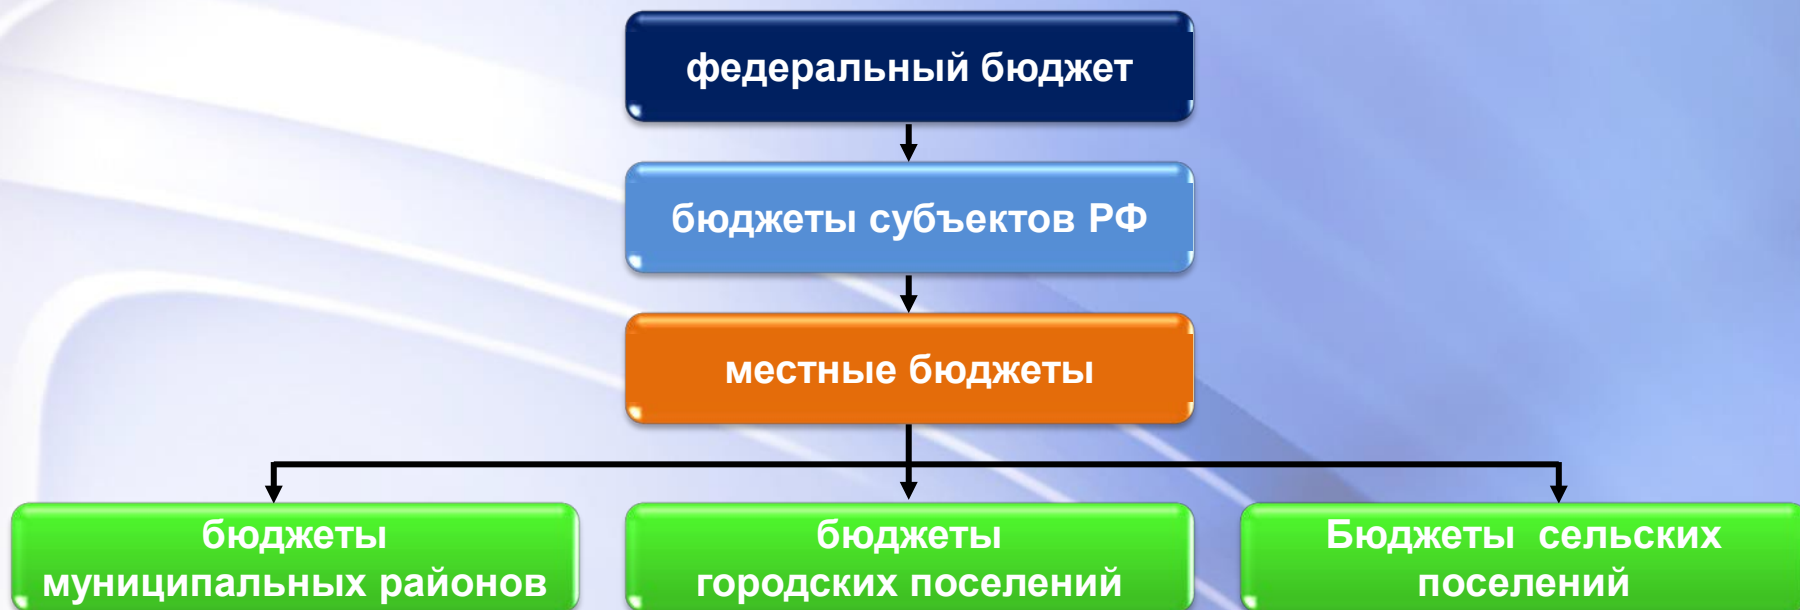 федеральный бюджет
бюджеты субъектов РФ
местные бюджеты
бюджеты
муниципальных районов
бюджеты
городских поселений
Бюджеты сельских
поселений